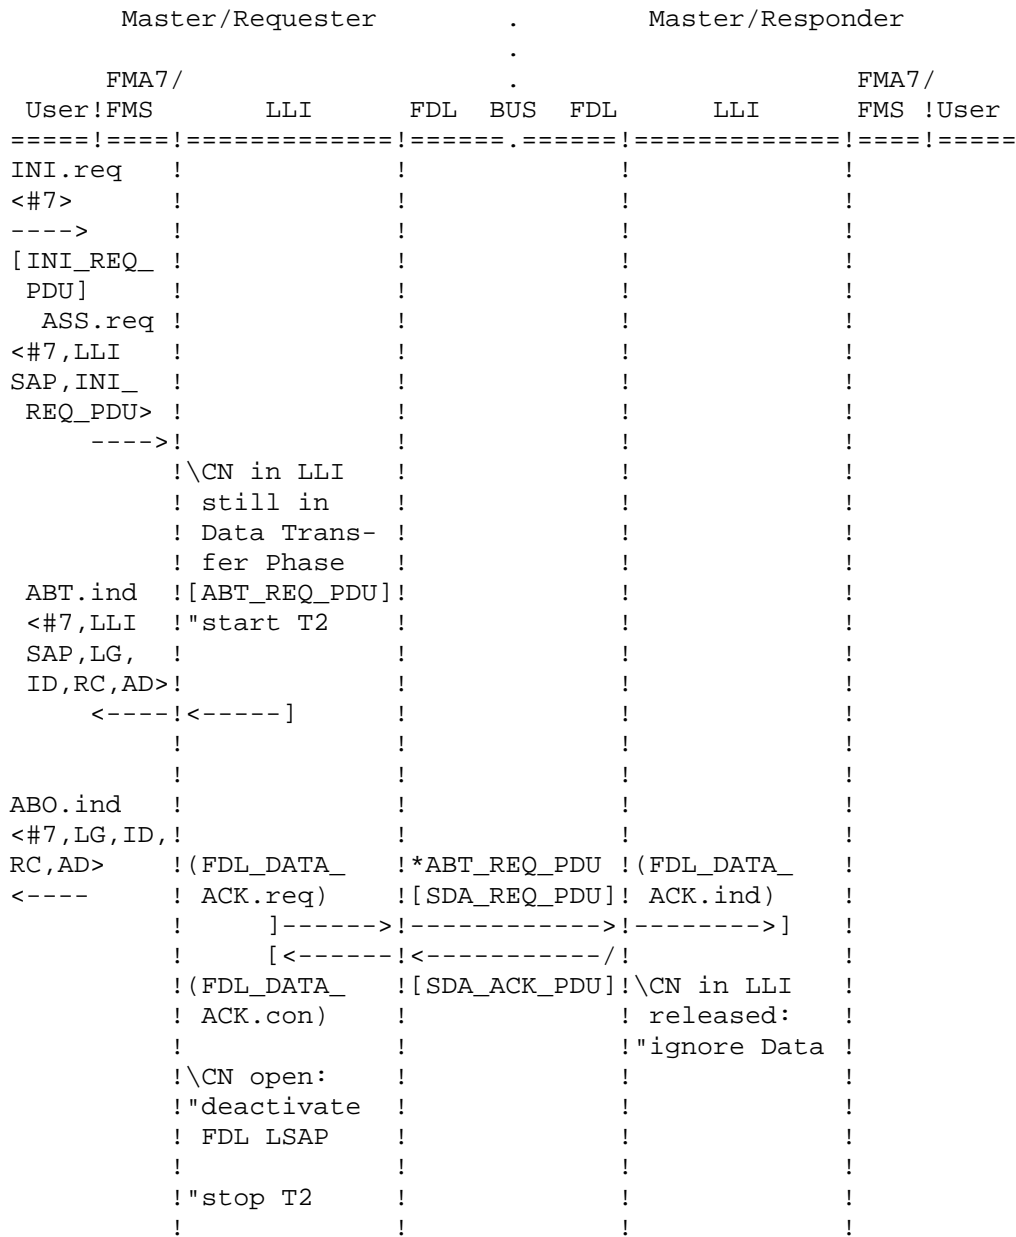 Master/Requester         .        Master/Responder
                                  .
      FMA7/                       .                      FMA7/
 User!FMS       LLI      FDL  BUS  FDL      LLI        FMS !User
=====!====!=============!======.======!=============!====!=====
INI.req   !             !             !             !
<#7>      !             !             !             !
---->     !             !             !             !
[INI_REQ_ !             !             !             !
 PDU]     !             !             !             !
  ASS.req !             !             !             !
<#7,LLI   !             !             !             !
SAP,INI_  !             !             !             !
 REQ_PDU> !             !             !             !
     ---->!             !             !             !
          !\CN in LLI   !             !             !
          ! still in    !             !             !
          ! Data Trans- !             !             !
          ! fer Phase   !             !             !
 ABT.ind  ![ABT_REQ_PDU]!             !             !
 <#7,LLI  !"start T2    !             !             !
 SAP,LG,  !             !             !             !
 ID,RC,AD>!             !             !             !
     <----!<-----]      !             !             !
          !             !             !             !
          !             !             !             !
ABO.ind   !             !             !             !
<#7,LG,ID,!             !             !             !
RC,AD>    !(FDL_DATA_   !*ABT_REQ_PDU !(FDL_DATA_   !
<----     ! ACK.req)    ![SDA_REQ_PDU]! ACK.ind)    !
          !     ]------>!------------>!-------->]   !
          !     [<------!<-----------/!             !
          !(FDL_DATA_   ![SDA_ACK_PDU]!\CN in LLI   !
          ! ACK.con)    !             ! released:   !
          !             !             !"ignore Data !
          !\CN open:    !             !             !
          !"deactivate  !             !             !
          ! FDL LSAP    !             !             !
          !             !             !             !
          !"stop T2     !             !             !
          !             !             !             !